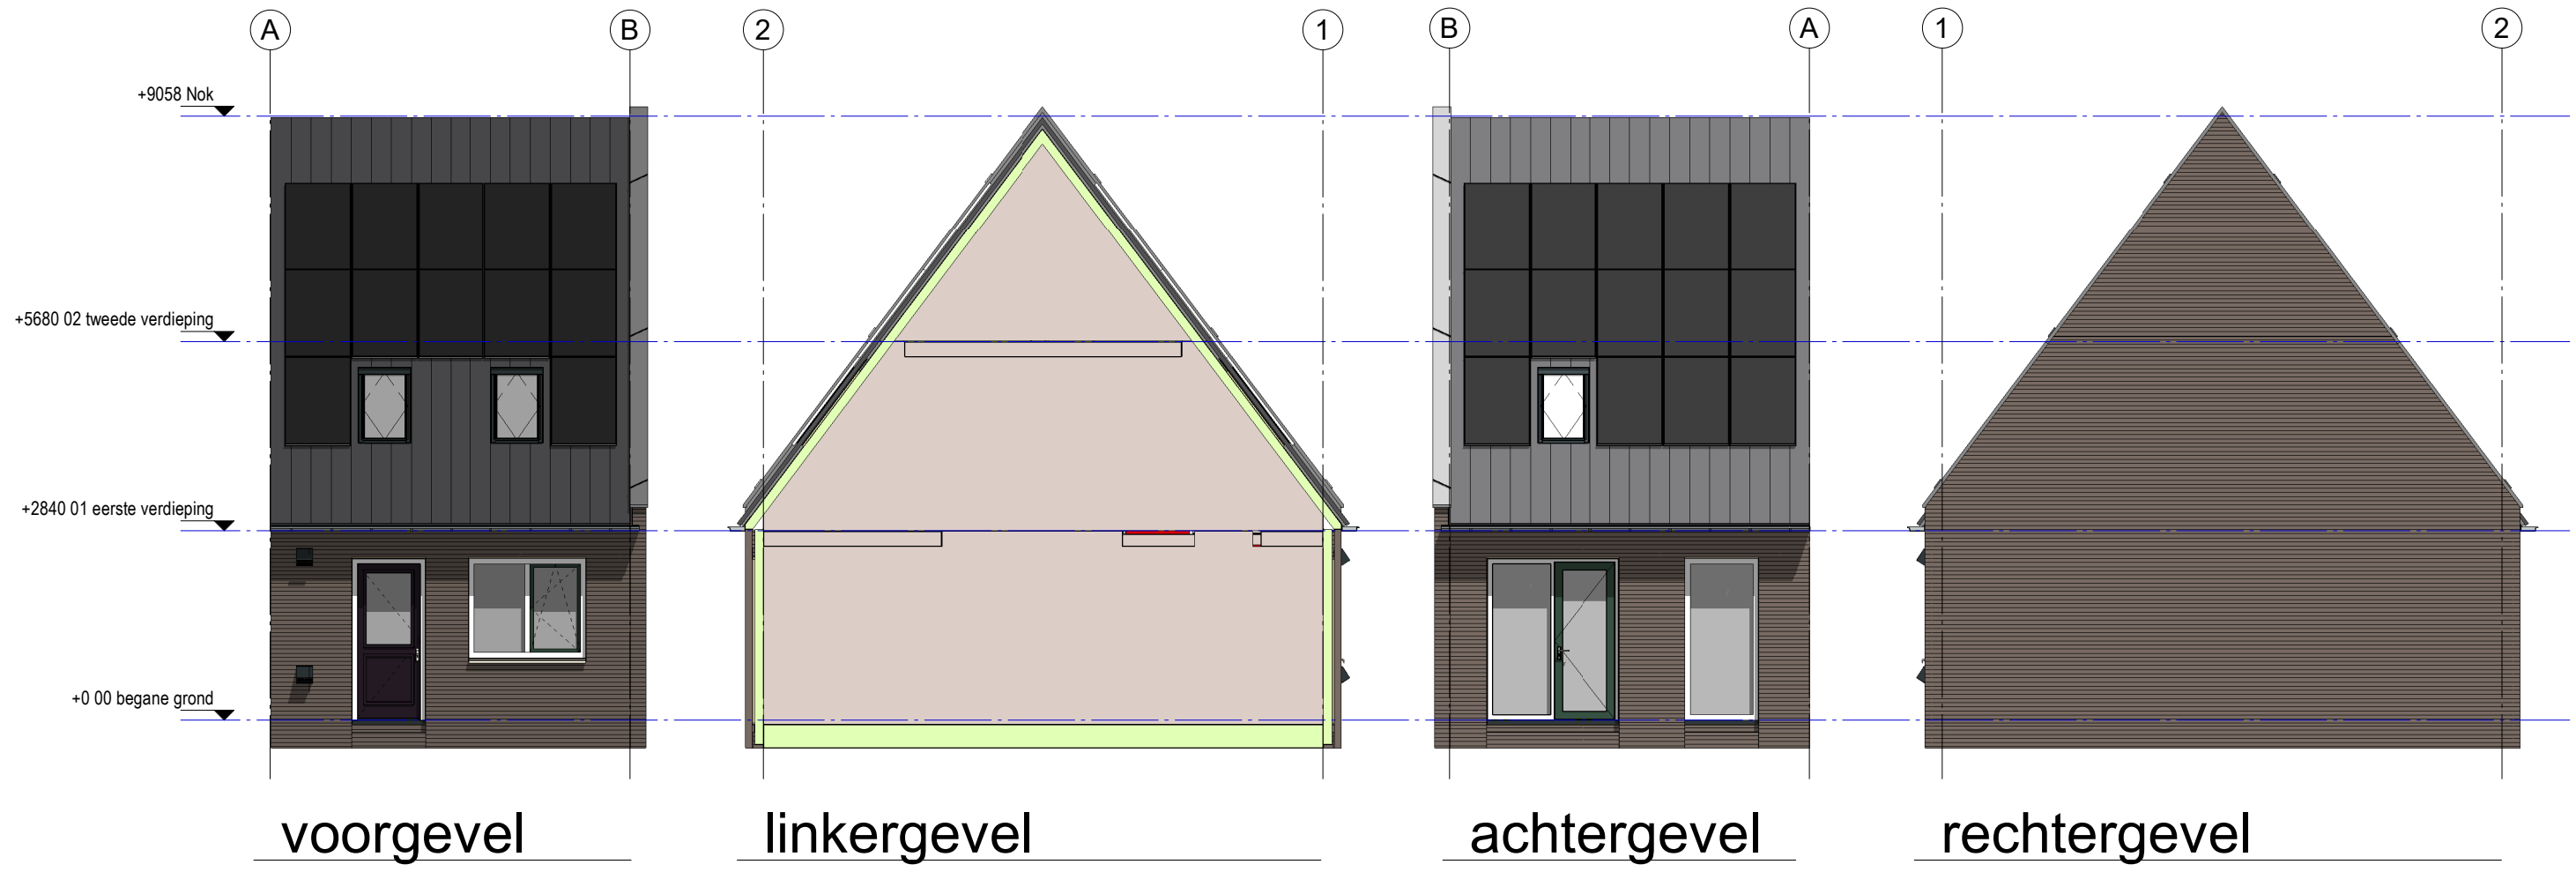 A B 2 1 B A 1 2
+9058 Nok
+5680 02 tweede verdieping
+2840 01 eerste verdieping
+0 00 begane grond
voorgevel linkergevel achtergevel rechtergevel